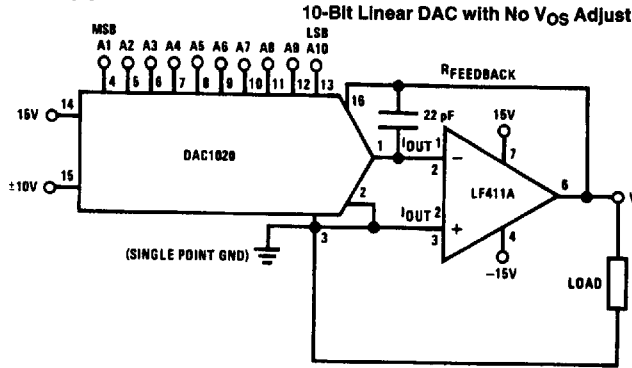 10-Bit Linear DAC with No VOS Adjust
MSB LSB
A1 A2 A3 A4 A5 A6 A7 A8 A9 A10
4 5 6 7 8 9 10 11 12 13
RFEEDBACK
16
22 pF
15V 14
15V
DAC1020
1 IOUT 1
2
7
±10V 15
LF411A
6
V
2
IOUT 2
3
4
3
(SINGLE POINT GND)
−15V
LOAD